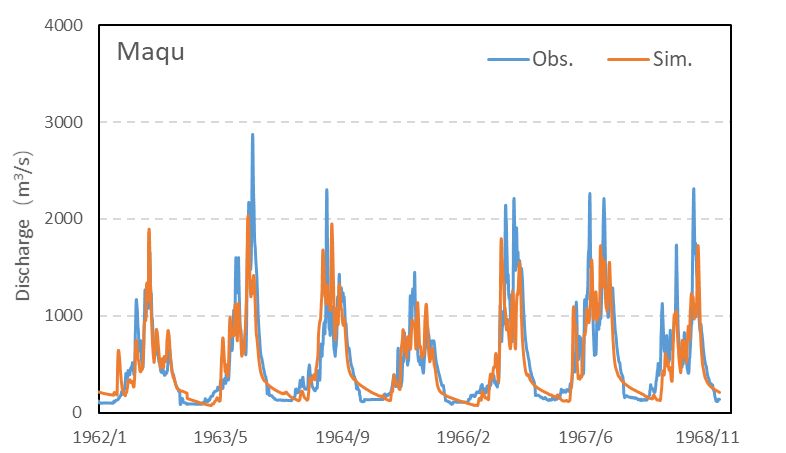 4000
Maqu
Obs.
Sim.
3000
2000
1000
0
Discharge（m³/s）
1962/1
1963/5
1964/9
1966/2
1967/6
1968/11